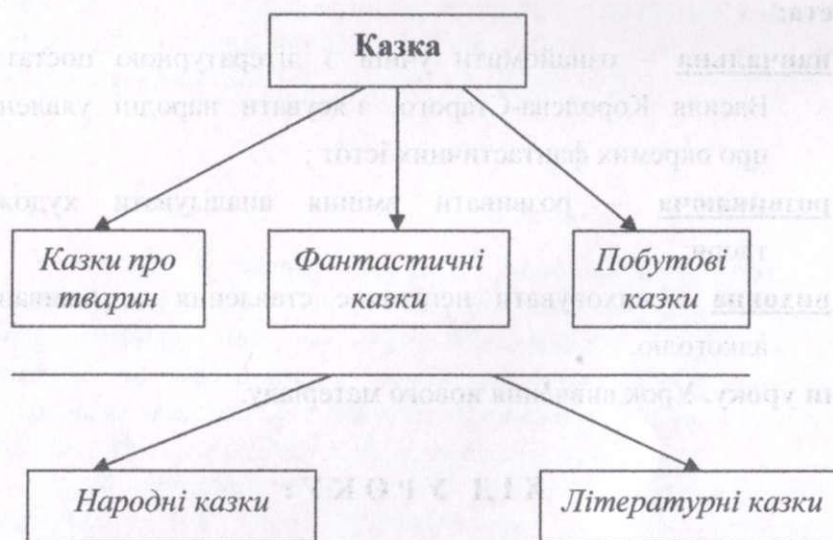 Казка
Казки про
тварин
Фантастичні
казки
Побутові
казки
Народні казки
Літературні казки